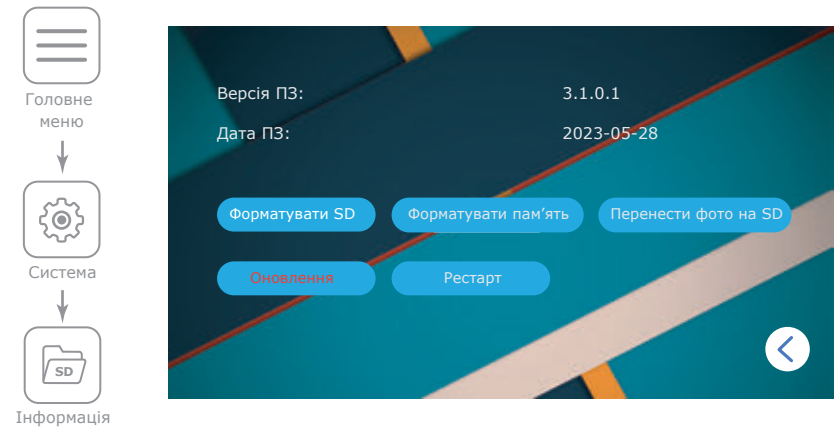 Головне
меню
Система
SD
Інформація
Версія ПЗ: 3.1.0.1
Дата ПЗ: 2023-05-28
Форматувати SD Форматувати пам’ять Перенести фото на SD
Оновлення Рестарт